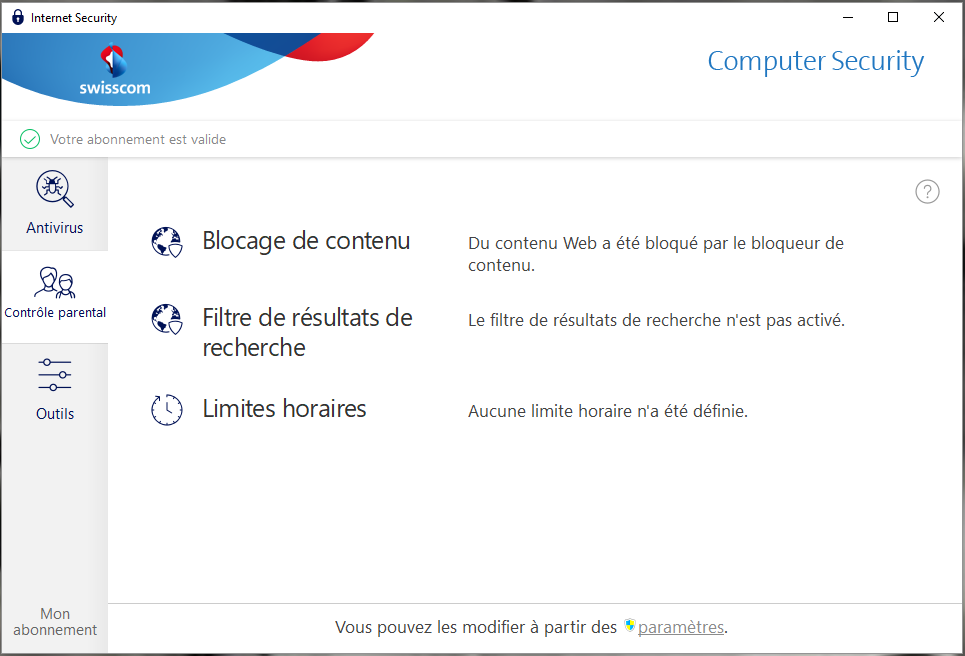 Internet Security
swisscom
Computer Security
Votre abonnement est valide
Antivirus
Contrôle parental
Outils
Mon
abonnement
?
Blocage de contenu
Du contenu Web a été bloqué par le bloqueur de
contenu.
Filtre de résultats de
recherche
Le filtre de résultats de recherche n'est pas activé.
Limites horaires
Aucune limite horaire n'a été définie.
Vous pouvez les modifier à partir des paramètres.